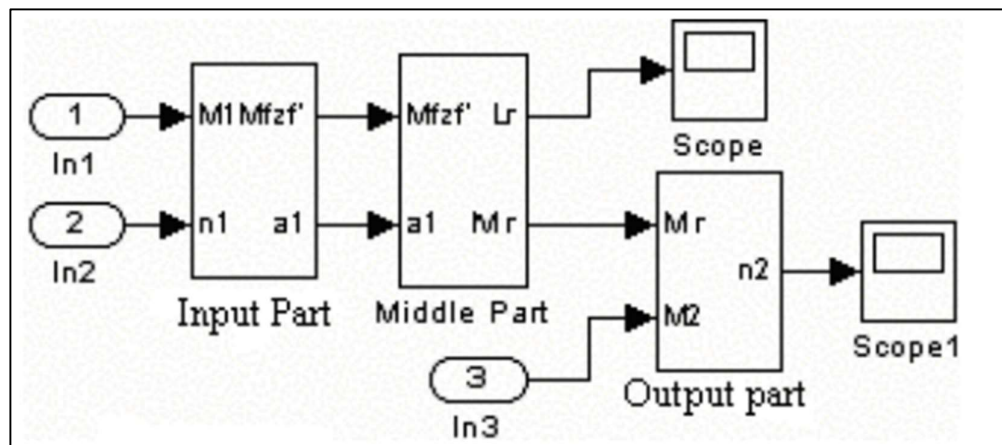 1
In1
2
In2
M1 Mfzf'
n1 a1
Input Part
Mfzf' Lr
a1 Mr
Middle Part
Scope
Mr
n2
M2
Output part
Scope1
3
In3